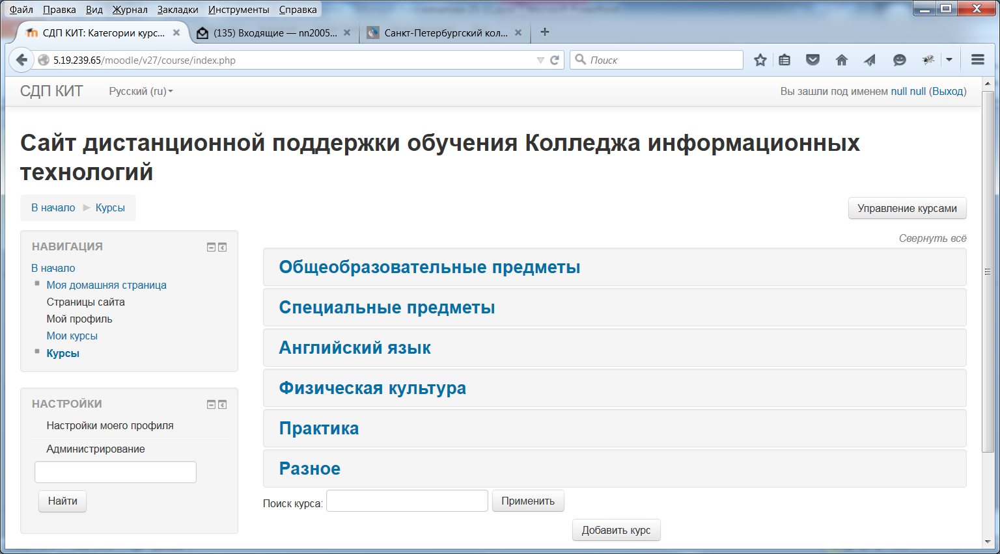 Файл Правка Вид Журнал Закладки Инструменты Справка
СДП КИТ: Категории курс...
(135) Входящие — nn2005...
Санкт-Петербургский кол...
5.19.239.65/moodle/v27/course/index.php
Поиск
СДП КИТ
Русский (ru)
Вы зашли под именем null null (Выход)
Сайт дистанционной поддержки обучения Колледжа информационных
технологий
В начало ► Курсы
Управление курсами
НАВИГАЦИЯ
В начало
Моя домашняя страница
Страницы сайта
Мой профиль
Мои курсы
Курсы
НАСТРОЙКИ
Настройки моего профиля
Администрирование
Найти
Свернуть всё
Общеобразовательные предметы
Специальные предметы
Английский язык
Физическая культура
Практика
Разное
Поиск курса:
Применить
Добавить курс